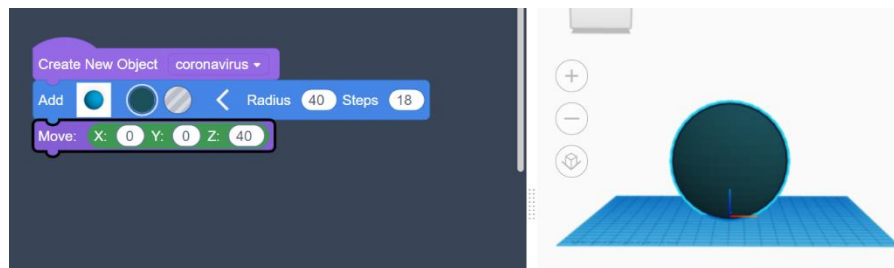 Create New Object coronavirus
Add Radius 40 Steps 18
Move: X: 0 Y: 0 Z: 40